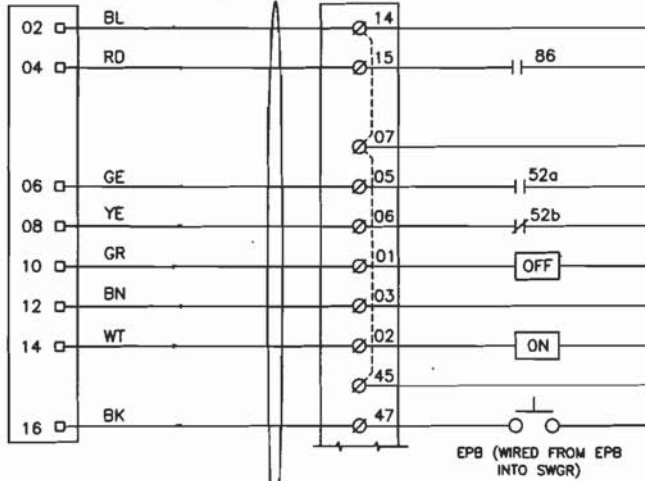 02 BL 14
04 RD 15 86
07
06 GE 05 52a
08 YE 06 52b
10 GR 01 OFF
12 BN 03
14 WT 02 ON
45
16 BK 47
EPB (WIRED FROM EPB
INTO SWGR)